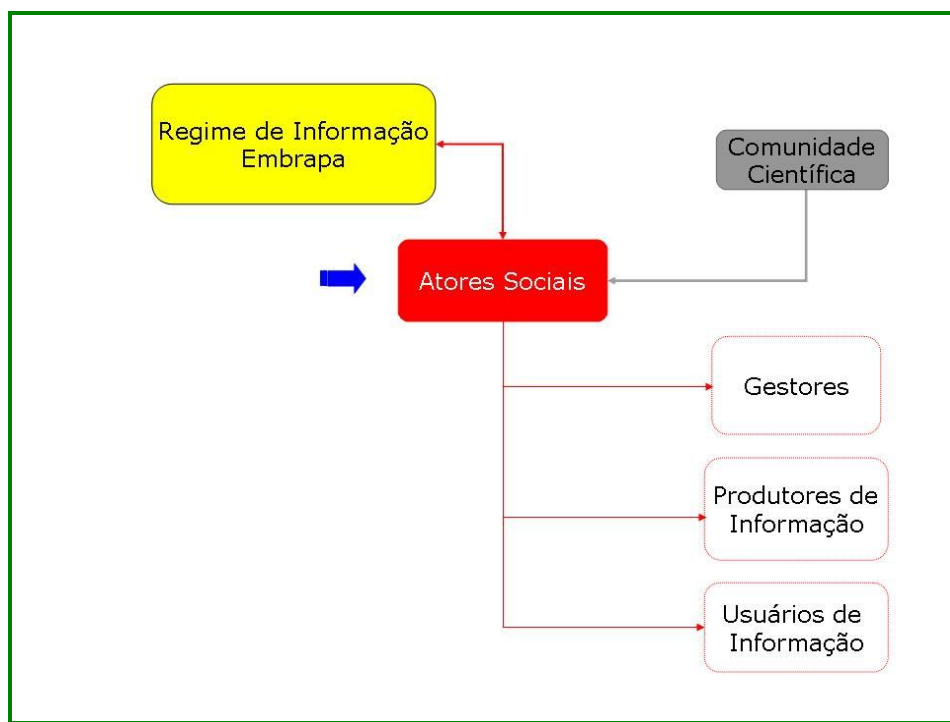 Regime de Informação
Embrapa
Comunidade
Científica
Atores Sociais
Gestores
Produtores de
Informação
Usuários de
Informação